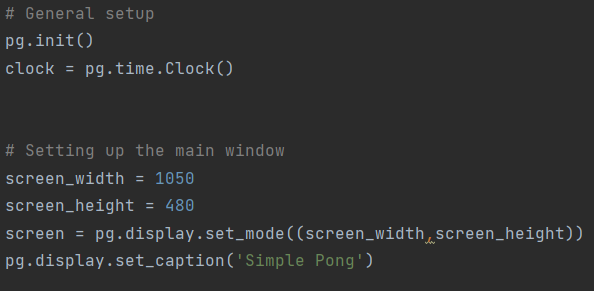 # General setup
pg.init()
clock = pg.time.Clock()
# Setting up the main window
screen_width = 1050
screen_height = 480
screen = pg.display.set_mode((screen_width,screen_height))
pg.display.set_caption('Simple Pong')